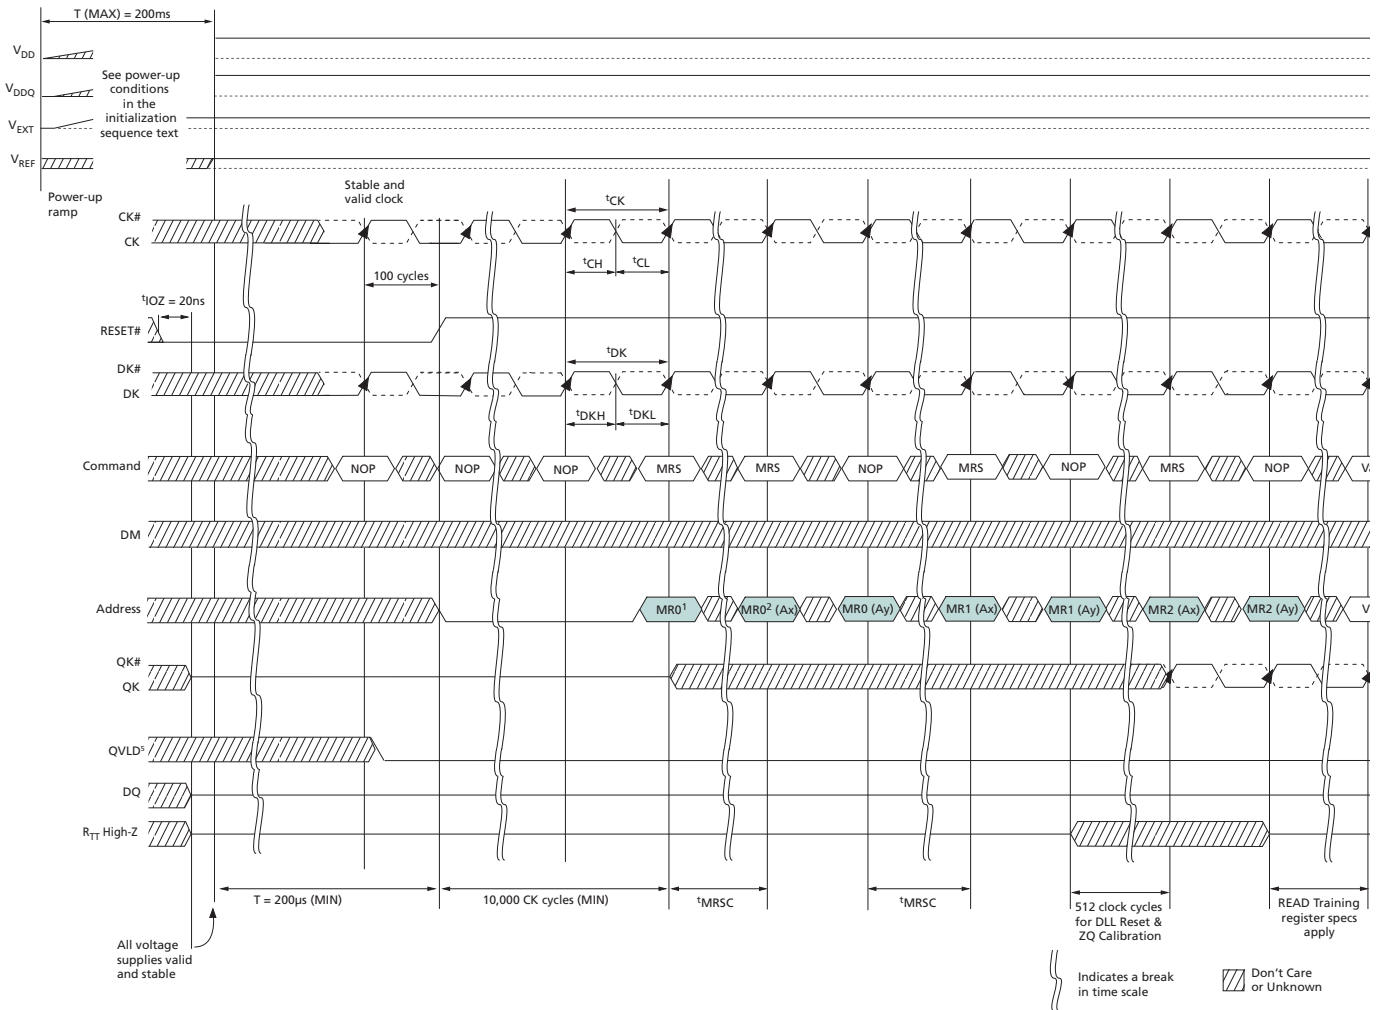 T (MAX) = 200ms
VDD
VDDQ
VEXT
VREF
See power-up
conditions
in the
initialization
sequence text
Power-up
ramp
Stable and
valid clock
CK#
CK
tCK
tCH
tCL
100 cycles
tIOZ = 20ns
RESET#
tDK
DK#
DK
tDKH
tDKL
Command
NOP
NOP
NOP
MRS
MRS
NOP
MRS
NOP
MRS
NOP
DM
Address
MR0¹
MR0² (Ax)
MR0 (Ay)
MR1 (Ax)
MR1 (Ay)
MR2 (Ax)
MR2 (Ay)
V
QK#
QK
QVLD⁵
DQ
RTT High-Z
T = 200µs (MIN)
10,000 CK cycles (MIN)
tMRSC
tMRSC
512 clock cycles
for DLL Reset &
ZQ Calibration
READ Training
register specs
apply
All voltage
supplies valid
and stable
Indicates a break
in time scale
Don't Care
or Unknown